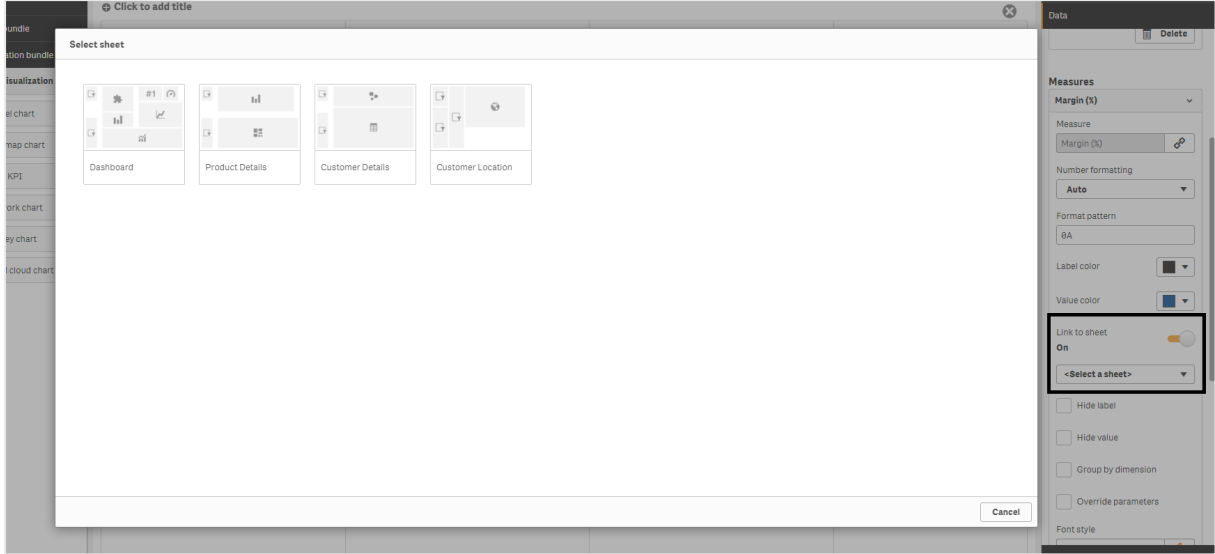 Click to add title
bundle
ation bundle
isualization
el chart
map chart
KPI
ork chart
ey chart
l cloud chart
Select sheet
#1
Dashboard
Product Details
Customer Details
Customer Location
Cancel
Data
Delete
Measures
Margin (%)
Measure
Margin (%)
Number formatting
Auto
Format pattern
0A
Label color
Value color
Link to sheet
On
<Select a sheet>
Hide label
Hide value
Group by dimension
Override parameters
Font style